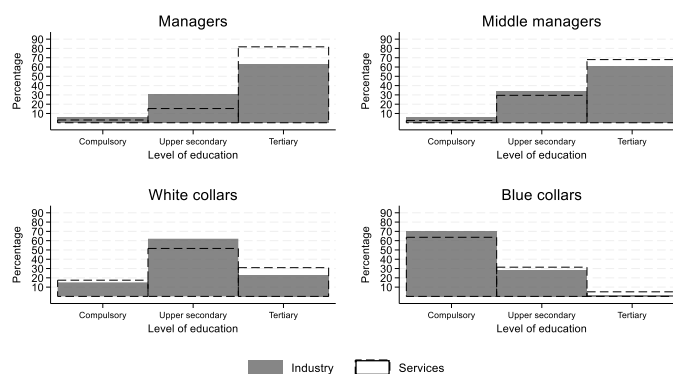 Managers
Percentage
90
80
70
60
50
40
30
20
10
Compulsory Upper secondary Tertiary
Level of education
Middle managers
Percentage
90
80
70
60
50
40
30
20
10
Compulsory Upper secondary Tertiary
Level of education
White collars
Percentage
90
80
70
60
50
40
30
20
10
Compulsory Upper secondary Tertiary
Level of education
Blue collars
Percentage
90
80
70
60
50
40
30
20
10
Compulsory Upper secondary Tertiary
Level of education
Industry Services